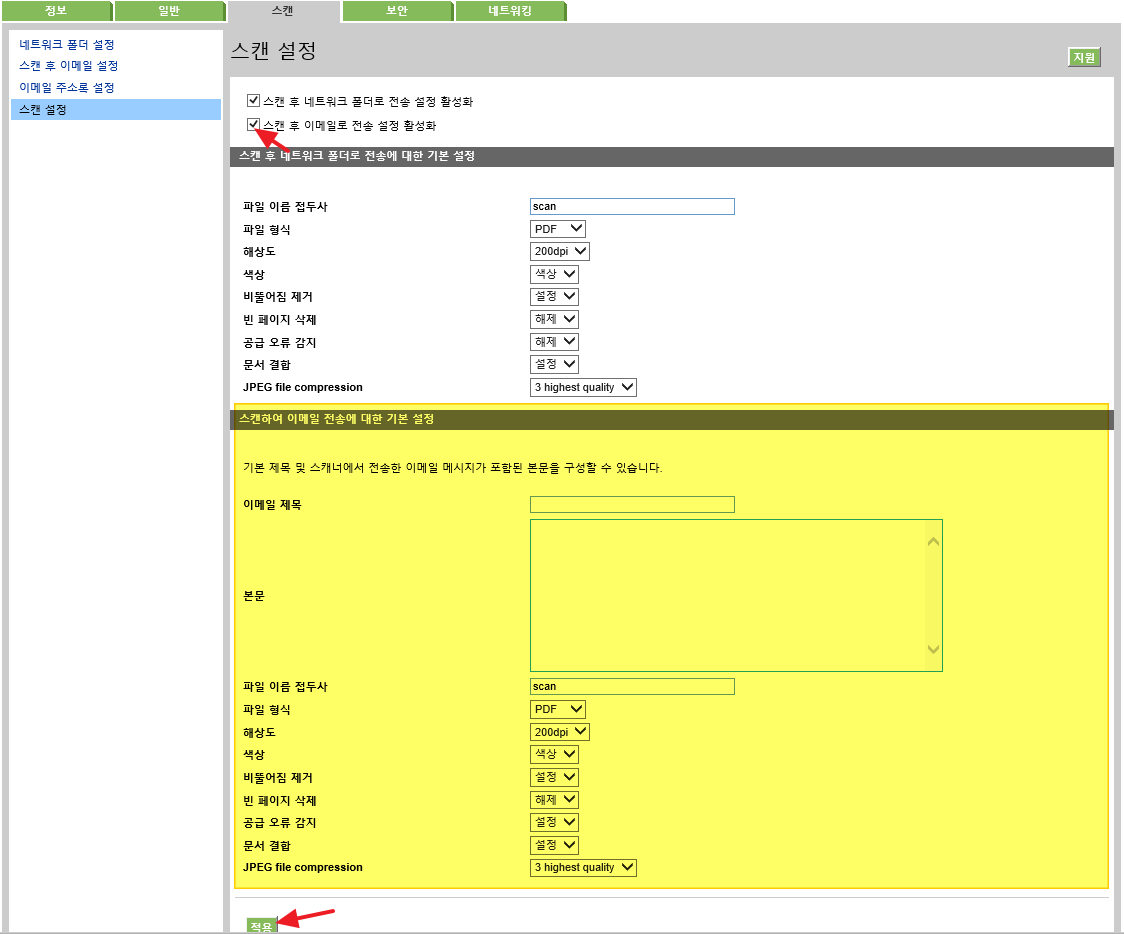 정보 일반 스캔 보안 네트워킹
네트워크 폴더 설정
스캔 후 이메일 설정
이메일 주소록 설정
스캔 설정
스캔 설정
지원
스캔 후 네트워크 폴더로 전송 설정 활성화
스캔 후 이메일로 전송 설정 활성화
스캔 후 네트워크 폴더로 전송에 대한 기본 설정
파일 이름 접두사 scan
파일 형식 PDF
해상도 200dpi
색상 색상
비뚤어짐 제거 설정
빈 페이지 삭제 해제
공급 오류 감지 해제
문서 결합 설정
JPEG file compression 3 highest quality
스캔하여 이메일 전송에 대한 기본 설정
기본 제목 및 스캐너에서 전송한 이메일 메시지가 포함된 본문을 구성할 수 있습니다.
이메일 제목
본문
파일 이름 접두사 scan
파일 형식 PDF
해상도 200dpi
색상 색상
비뚤어짐 제거 설정
빈 페이지 삭제 해제
공급 오류 감지 설정
문서 결합 설정
JPEG file compression 3 highest quality
적용